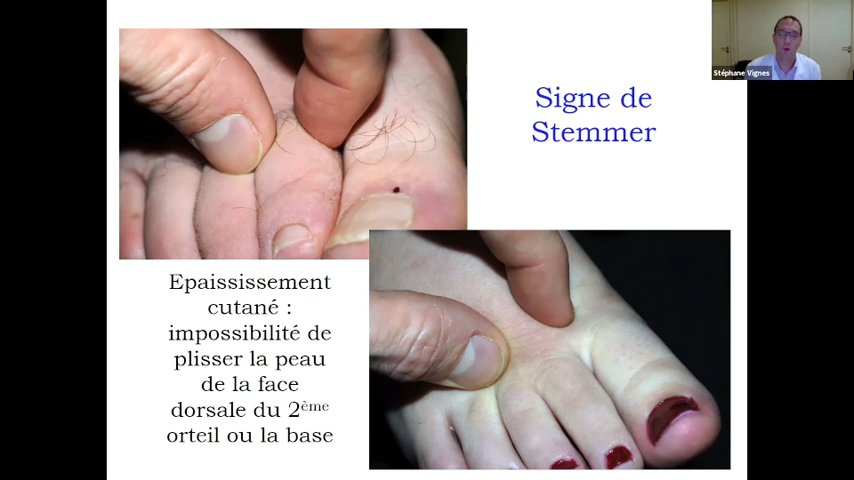 Stéphane Vignes
Signe de
Stemmer
Epaississement
cutané :
impossibilité de
plisser la peau
de la face
dorsale du 2ème
orteil ou la base